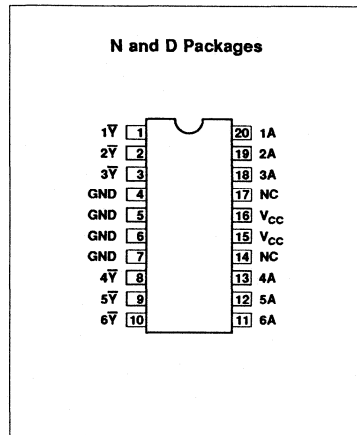 N and D Packages
1Y̅ 1 20 1A
2Y̅ 2 19 2A
3Y̅ 3 18 3A
GND 4 17 NC
GND 5 16 VCC
GND 6 15 VCC
GND 7 14 NC
4Y̅ 8 13 4A
5Y̅ 9 12 5A
6Y̅ 10 11 6A